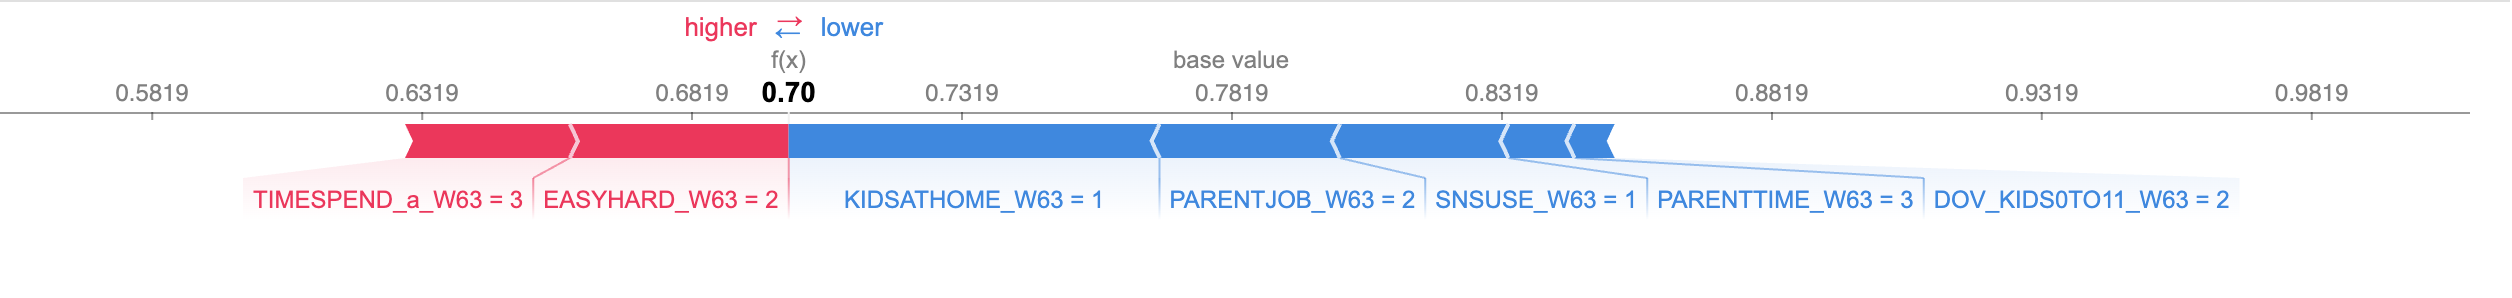 higher ⇄ lower
f(x) base value
0.5819 0.6319 0.6819 0.70 0.7319 0.7819 0.8319 0.8819 0.9319 0.9819
TIMESPEND_a_W63 = 3 EASYHARD_W63 = 2 KIDSATHOME_W63 = 1 PARENTJOB_W63 = 2 SNSUSE_W63 = 1 PARENTTIME_W63 = 3 DOV_KIDS0TO11_W63 = 2